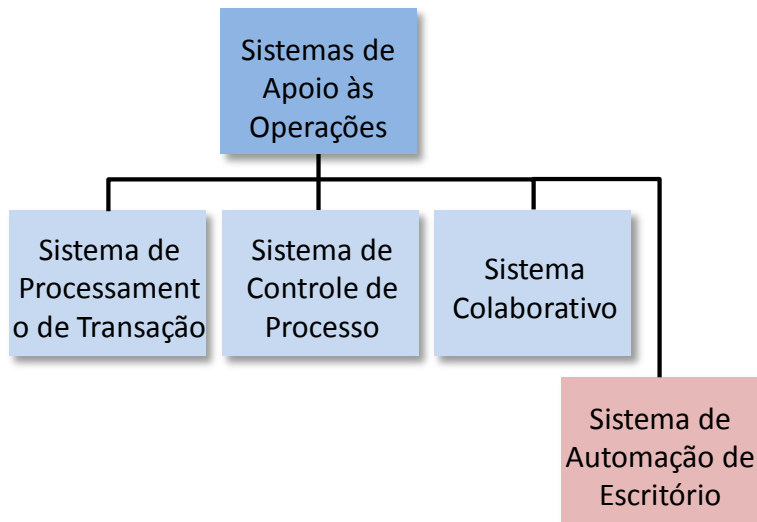 Sistemas de
Apoio às
Operações
Sistema de
Processament
o de Transação
Sistema de
Controle de
Processo
Sistema
Colaborativo
Sistema de
Automação de
Escritório